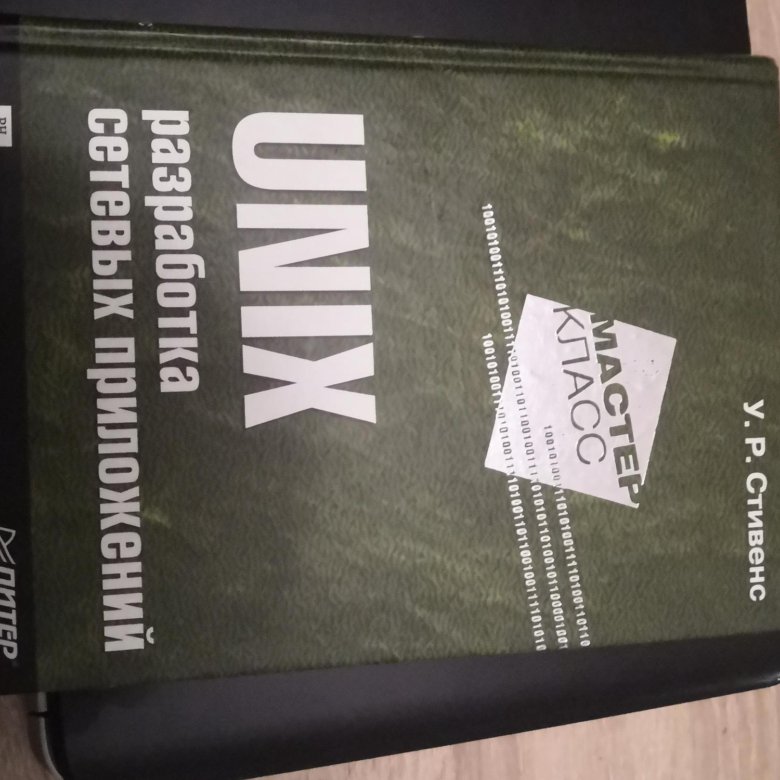 У. Р. Стивенс
МАСТЕР
КЛАСС
UNIX
разработка
сетевых приложений
ПИТЕР